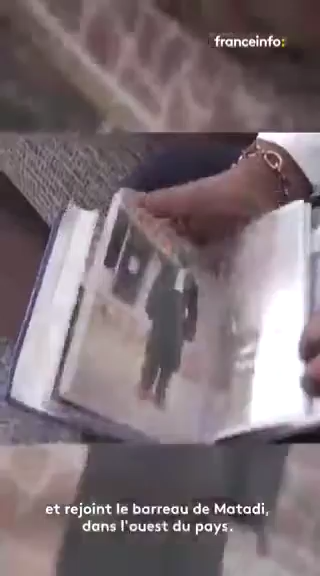 franceinfo:
et rejoint le barreau de Matadi,
dans l'ouest du pays.